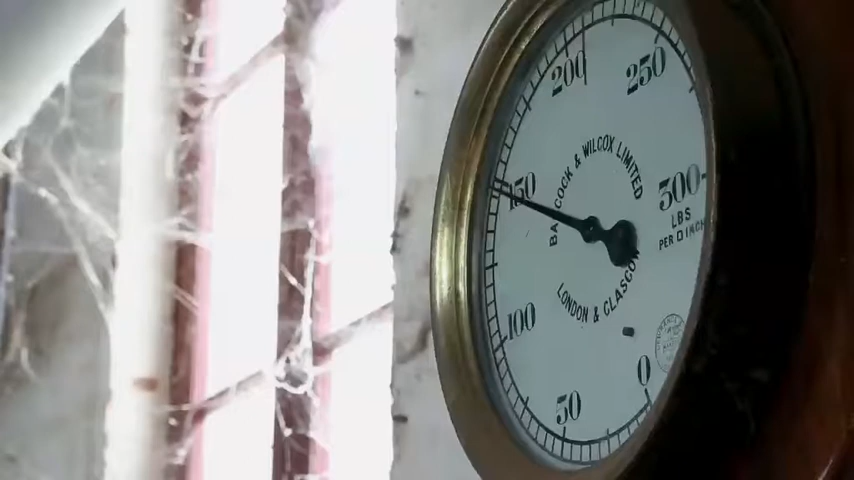 200
250
150
300
BABCOCK & WILCOX LIMITED
LBS
PER □ INCH
LONDON & GLASGOW
100
50
0